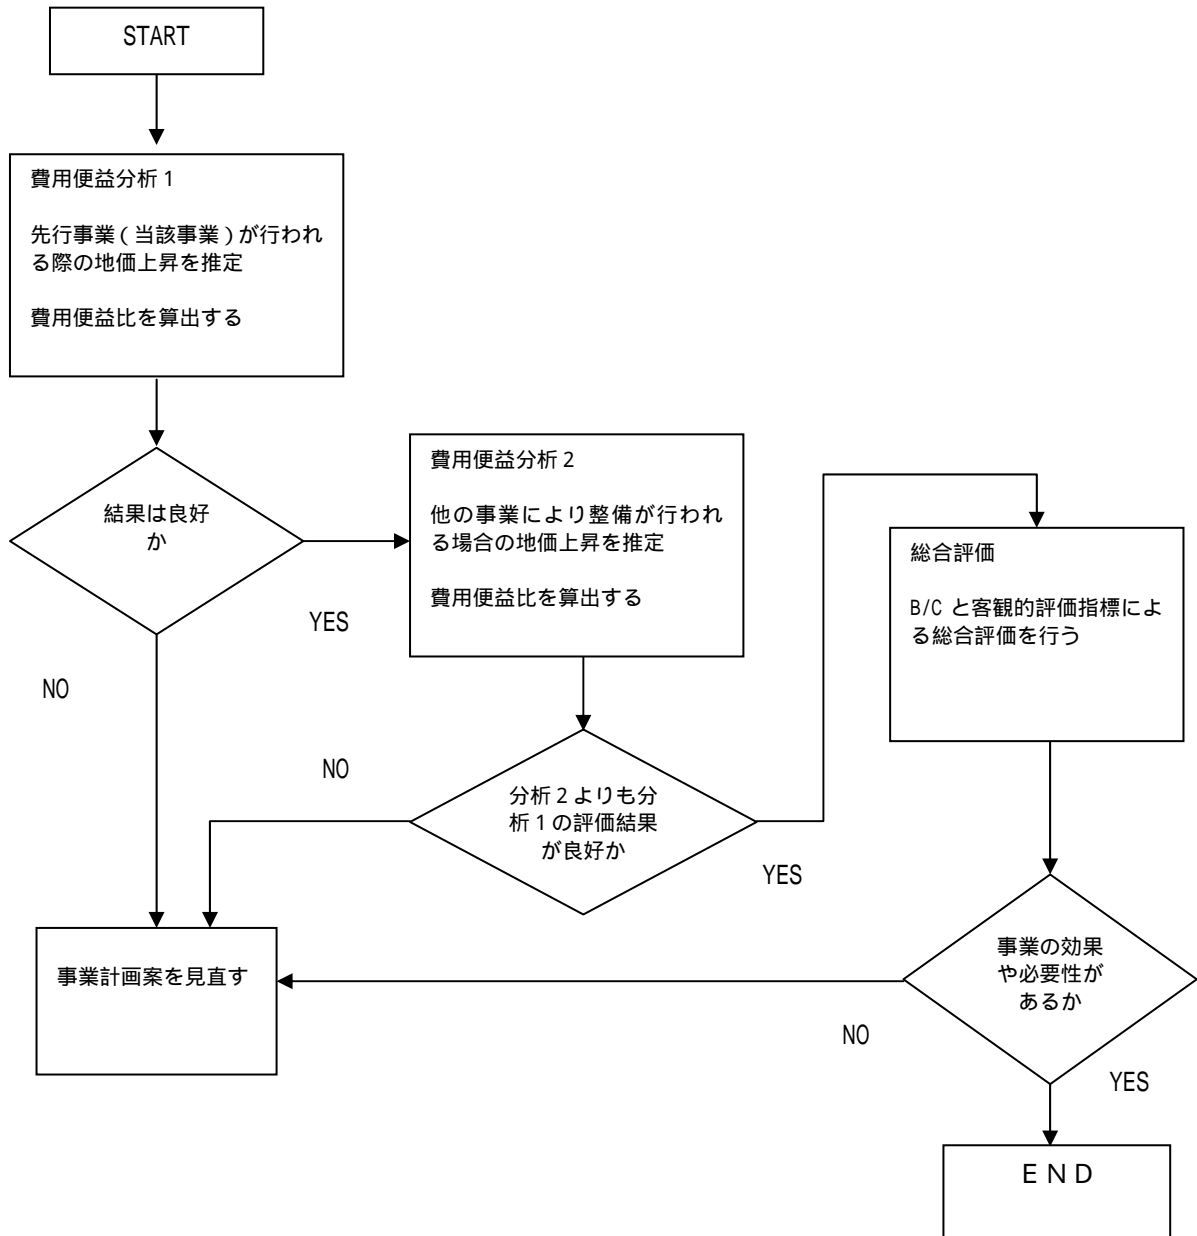 START
費用便益分析１
先行事業（当該事業）が行われ
る際の地価上昇を推定
費用便益比を算出する
結果は良好
か
YES
NO
費用便益分析２
他の事業により整備が行われ
る場合の地価上昇を推定
費用便益比を算出する
分析２よりも分
析１の評価結果
が良好か
NO
YES
総合評価
B/C と客観的評価指標によ
る総合評価を行う
事業の効果
や必要性が
あるか
NO
YES
事業計画案を見直す
ＥＮＤ